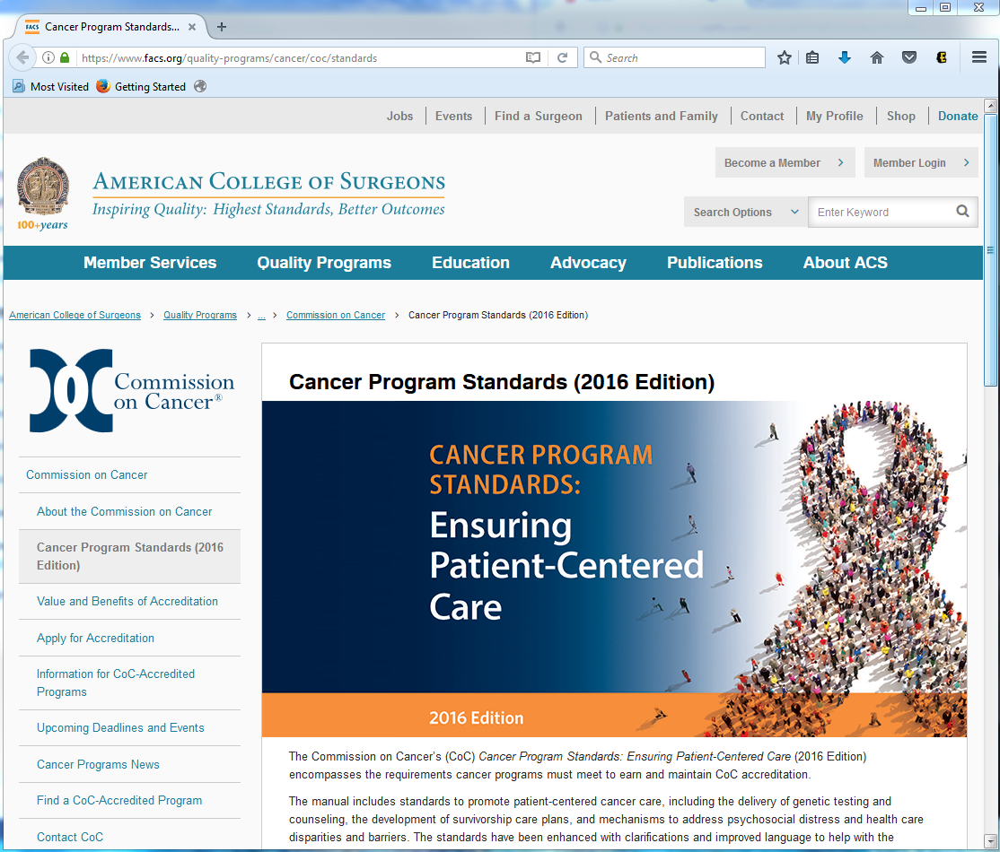 FACS Cancer Program Standards...
https://www.facs.org/quality-programs/cancer/coc/standards
Search
Most Visited Getting Started
Jobs Events Find a Surgeon Patients and Family Contact My Profile Shop Donate
Become a Member Member Login
AMERICAN COLLEGE OF SURGEONS
Inspiring Quality: Highest Standards, Better Outcomes
100+years
Search Options Enter Keyword
Member Services Quality Programs Education Advocacy Publications About ACS
American College of Surgeons > Quality Programs > ... > Commission on Cancer > Cancer Program Standards (2016 Edition)
Commission
on Cancer®
Commission on Cancer
About the Commission on Cancer
Cancer Program Standards (2016
Edition)
Value and Benefits of Accreditation
Apply for Accreditation
Information for CoC-Accredited
Programs
Upcoming Deadlines and Events
Cancer Programs News
Find a CoC-Accredited Program
Contact CoC
Cancer Program Standards (2016 Edition)
CANCER PROGRAM
STANDARDS:
Ensuring
Patient-Centered
Care
2016 Edition
The Commission on Cancer's (CoC) Cancer Program Standards: Ensuring Patient-Centered Care (2016 Edition)
encompasses the requirements cancer programs must meet to earn and maintain CoC accreditation.
The manual includes standards to promote patient-centered cancer care, including the delivery of genetic testing and
counseling, the development of survivorship care plans, and mechanisms to address psychosocial distress and health care
disparities and barriers. The standards have been enhanced with clarifications and improved language to help with the